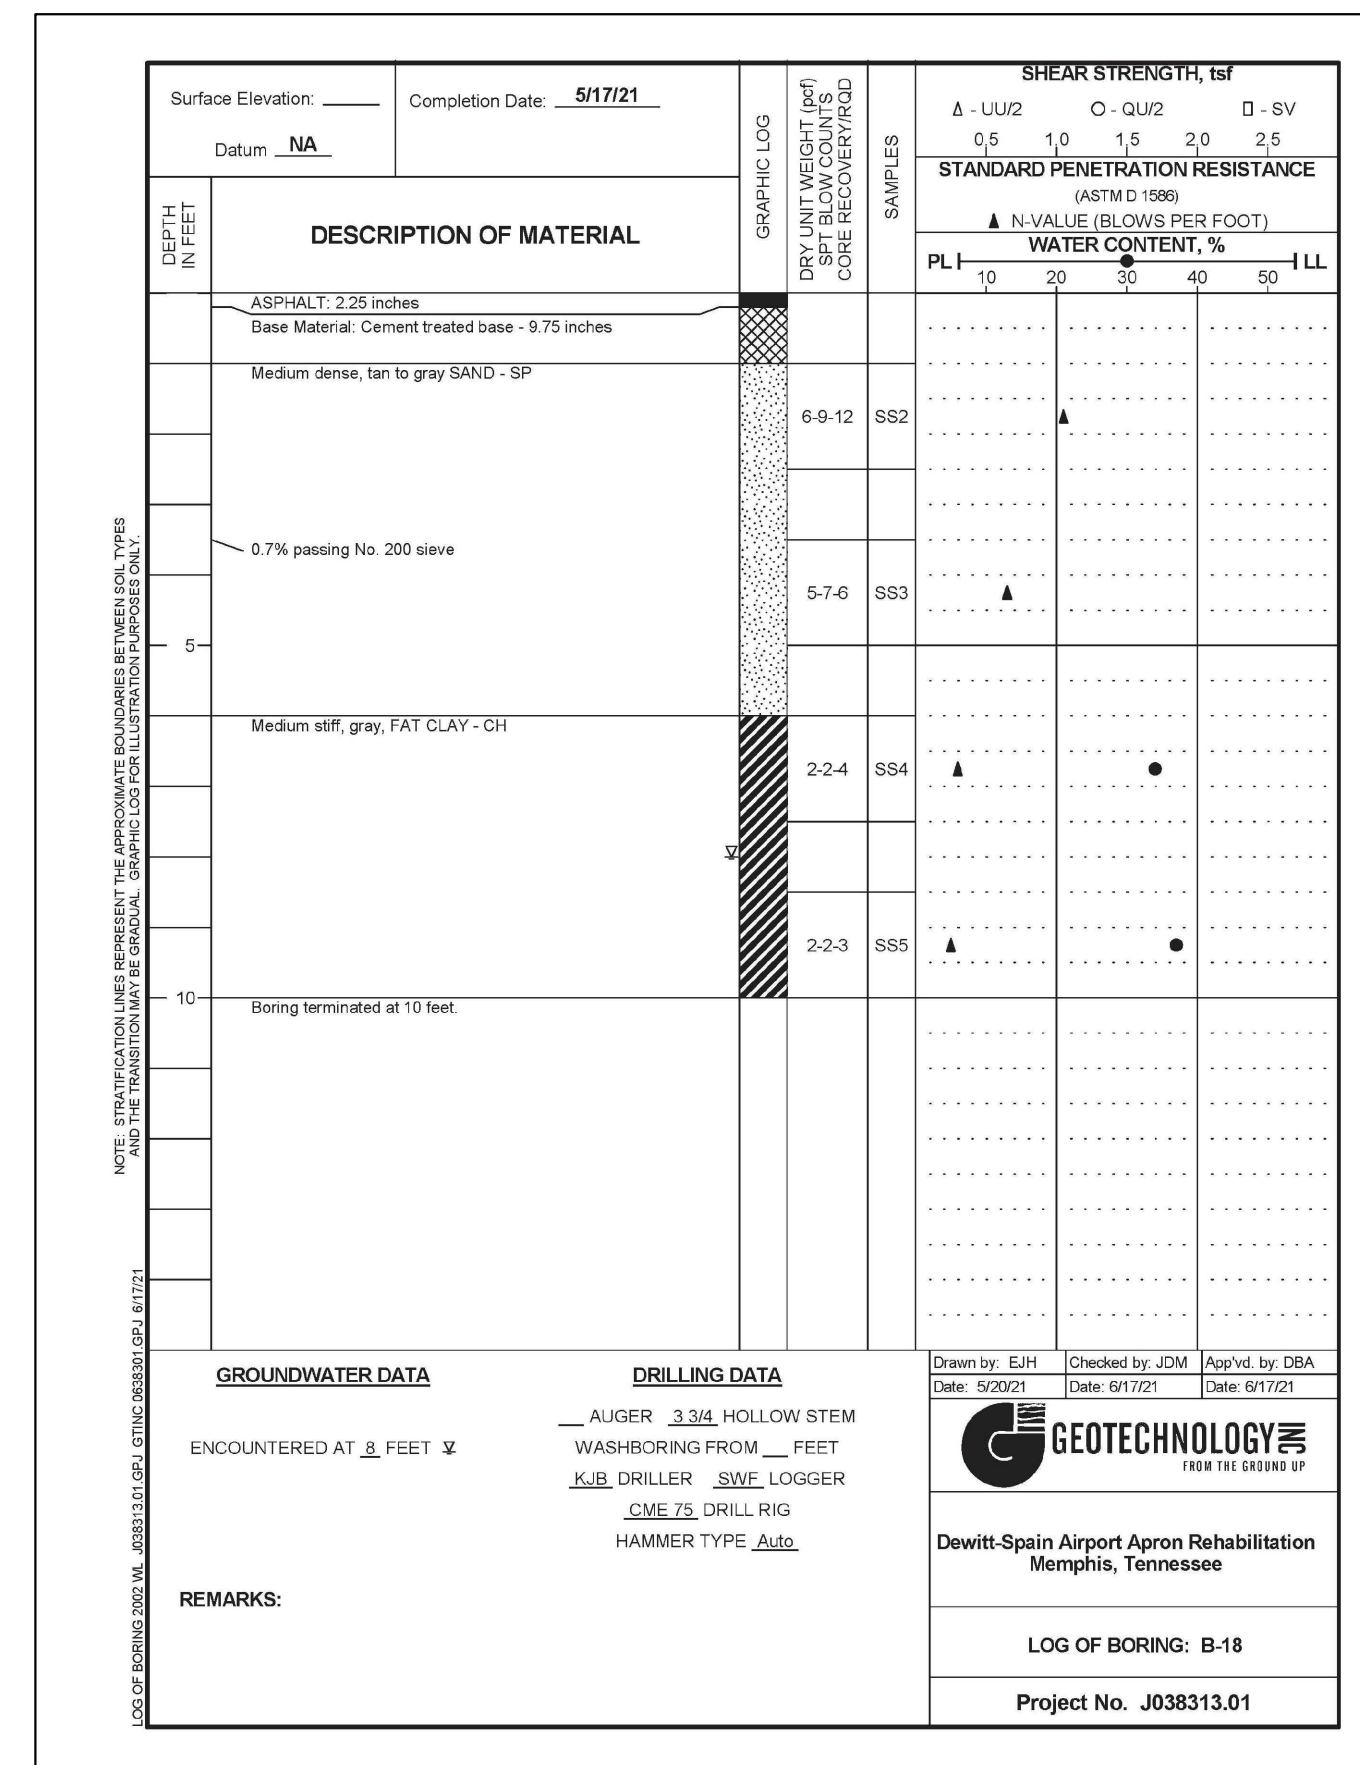 Surface Elevation: ______
Completion Date: 5/17/21
Datum NA
DEPTH
IN FEET
DESCRIPTION OF MATERIAL
GRAPHIC LOG
DRY UNIT WEIGHT (pcf)
SPT BLOW COUNTS
CORE RECOVERY/RQD
SAMPLES
SHEAR STRENGTH, tsf
Δ - UU/2 ○ - QU/2 □ - SV
0,5 1,0 1,5 2,0 2,5
STANDARD PENETRATION RESISTANCE
(ASTM D 1586)
▲ N-VALUE (BLOWS PER FOOT)
WATER CONTENT, %
PL LL
10 20 30 40 50
ASPHALT: 2.25 inches
Base Material: Cement treated base - 9.75 inches
Medium dense, tan to gray SAND - SP
6-9-12 SS2
0.7% passing No. 200 sieve
5-7-6 SS3
5
Medium stiff, gray, FAT CLAY - CH
2-2-4 SS4
2-2-3 SS5
10
Boring terminated at 10 feet.
NOTE: STRATIFICATION LINES REPRESENT THE APPROXIMATE BOUNDARIES BETWEEN SOIL TYPES
AND THE TRANSITION MAY BE GRADUAL. GRAPHIC LOG FOR ILLUSTRATION PURPOSES ONLY.
LOG OF BORING 2002 WL J038313.01.GPJ GTINC 0638301.GPJ 6/17/21
GROUNDWATER DATA
ENCOUNTERED AT 8 FEET
REMARKS:
DRILLING DATA
___ AUGER 3 3/4 HOLLOW STEM
WASHBORING FROM ___ FEET
KJB DRILLER SWF LOGGER
CME 75 DRILL RIG
HAMMER TYPE Auto
Drawn by: EJH Checked by: JDM App'vd. by: DBA
Date: 5/20/21 Date: 6/17/21 Date: 6/17/21
GEOTECHNOLOGY INC
FROM THE GROUND UP
Dewitt-Spain Airport Apron Rehabilitation
Memphis, Tennessee
LOG OF BORING: B-18
Project No. J038313.01